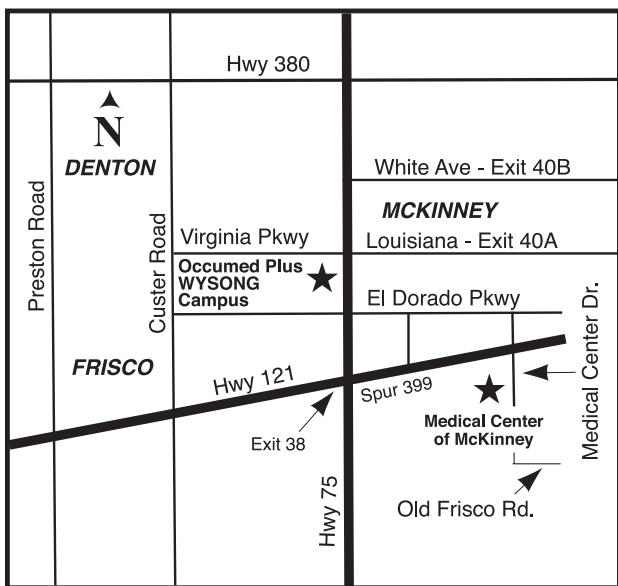 Hwy 380
N
DENTON
White Ave - Exit 40B
MCKINNEY
Preston Road
Custer Road
Virginia Pkwy
Louisiana - Exit 40A
Occumed Plus
WYSONG
Campus
El Dorado Pkwy
Medical Center Dr.
FRISCO
Hwy 121
Spur 399
Exit 38
Medical Center
of McKinney
Hwy 75
Old Frisco Rd.